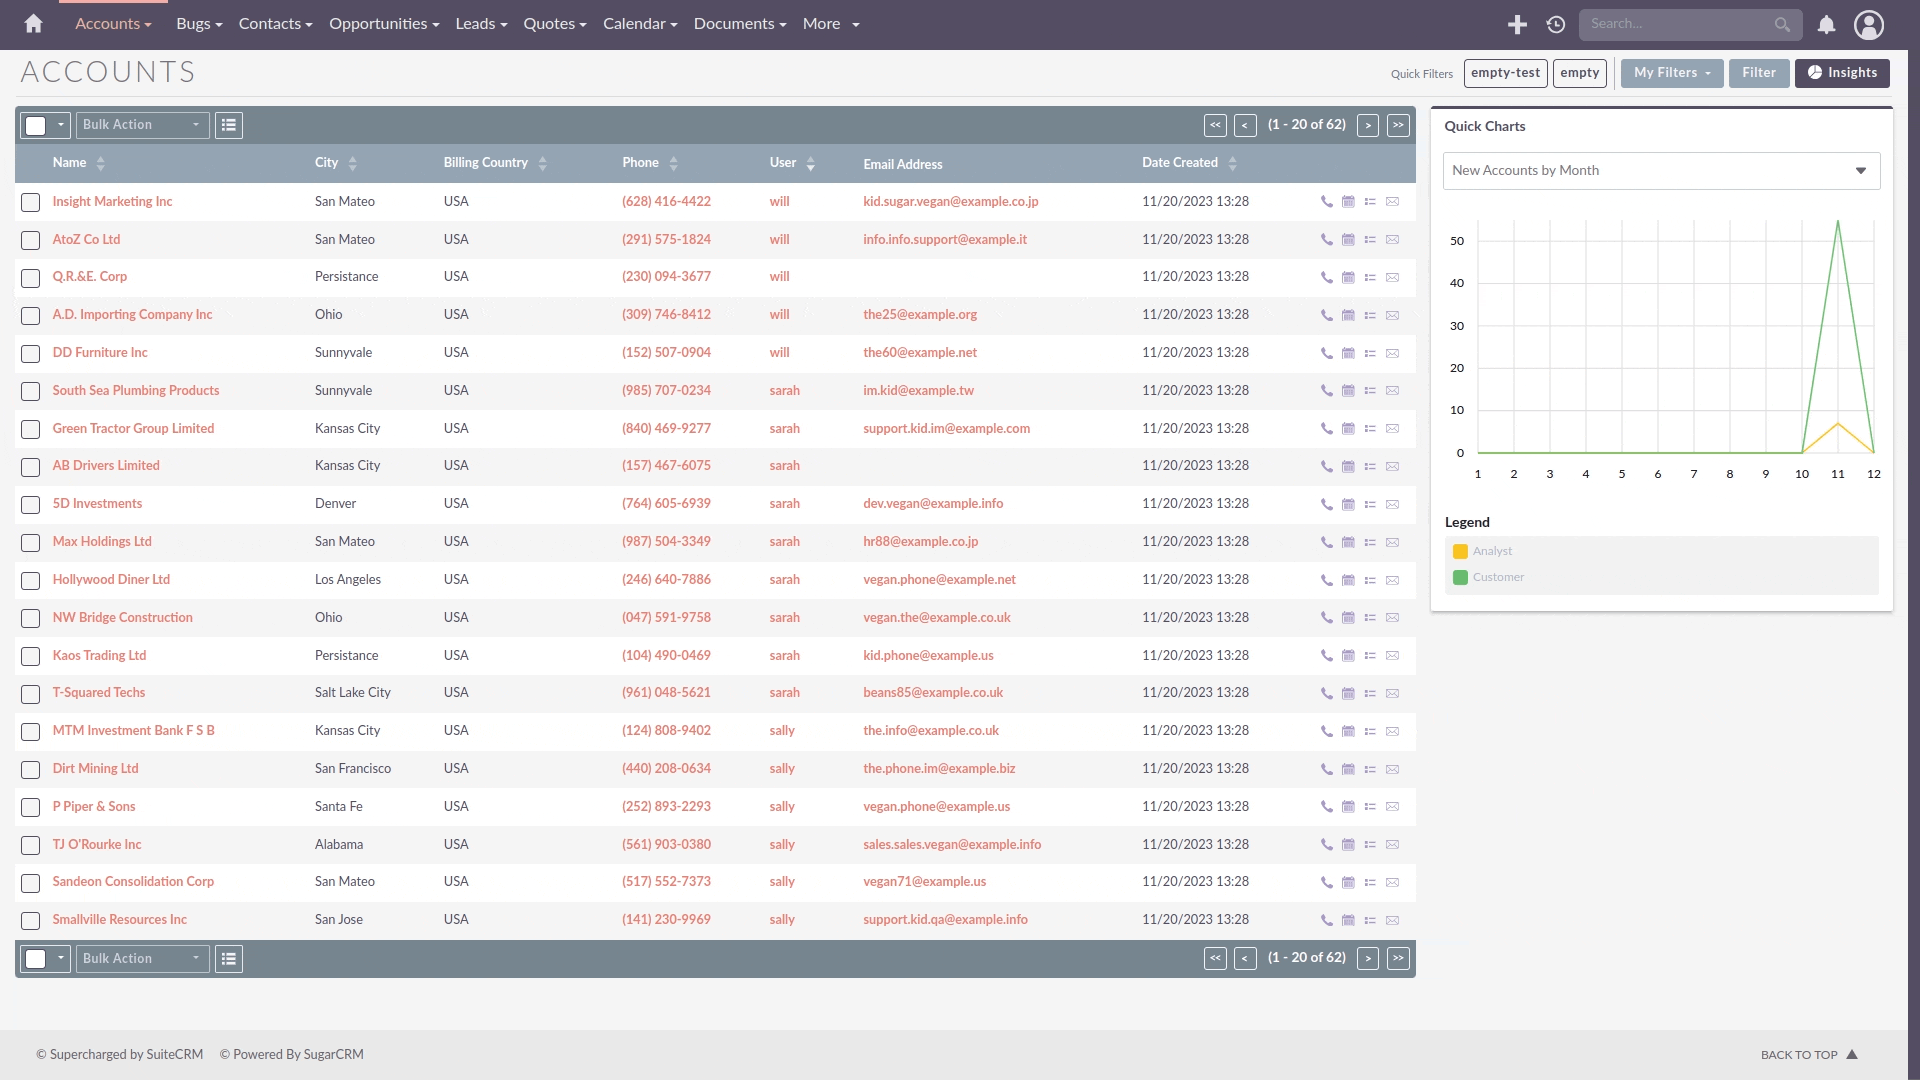 Accounts Bugs Contacts Opportunities Leads Quotes Calendar Documents More Search...
ACCOUNTS
Quick Filters empty-test empty My Filters Filter Insights
Bulk Action << < (1 - 20 of 62) > >>
Name City Billing Country Phone User Email Address Date Created
Insight Marketing Inc San Mateo USA (628) 416-4422 will kid.sugar.vegan@example.co.jp 11/20/2023 13:28
AtoZ Co Ltd San Mateo USA (291) 575-1824 will info.info.support@example.it 11/20/2023 13:28
Q.R.&E. Corp Persistance USA (230) 094-3677 will 11/20/2023 13:28
A.D. Importing Company Inc Ohio USA (309) 746-8412 will the25@example.org 11/20/2023 13:28
DD Furniture Inc Sunnyvale USA (152) 507-0904 will the60@example.net 11/20/2023 13:28
South Sea Plumbing Products Sunnyvale USA (985) 707-0234 sarah im.kid@example.tw 11/20/2023 13:28
Green Tractor Group Limited Kansas City USA (840) 469-9277 sarah support.kid.im@example.com 11/20/2023 13:28
AB Drivers Limited Kansas City USA (157) 467-6075 sarah 11/20/2023 13:28
5D Investments Denver USA (764) 605-6939 sarah dev.vegan@example.info 11/20/2023 13:28
Max Holdings Ltd San Mateo USA (987) 504-3349 sarah hr88@example.co.jp 11/20/2023 13:28
Hollywood Diner Ltd Los Angeles USA (246) 640-7886 sarah vegan.phone@example.net 11/20/2023 13:28
NW Bridge Construction Ohio USA (047) 591-9758 sarah vegan.the@example.co.uk 11/20/2023 13:28
Kaos Trading Ltd Persistance USA (104) 490-0469 sarah kid.phone@example.us 11/20/2023 13:28
T-Squared Techs Salt Lake City USA (961) 048-5621 sarah beans85@example.co.uk 11/20/2023 13:28
MTM Investment Bank F S B Kansas City USA (124) 808-9402 sally the.info@example.co.uk 11/20/2023 13:28
Dirt Mining Ltd San Francisco USA (440) 208-0634 sally the.phone.im@example.biz 11/20/2023 13:28
P Piper & Sons Santa Fe USA (252) 893-2293 sally vegan.phone@example.us 11/20/2023 13:28
TJ O'Rourke Inc Alabama USA (561) 903-0380 sally sales.sales.vegan@example.info 11/20/2023 13:28
Sandeon Consolidation Corp San Mateo USA (517) 552-7373 sally vegan71@example.us 11/20/2023 13:28
Smallville Resources Inc San Jose USA (141) 230-9969 sally support.kid.qa@example.info 11/20/2023 13:28
Bulk Action << < (1 - 20 of 62) > >>
Quick Charts
New Accounts by Month
50
40
30
20
10
0
1 2 3 4 5 6 7 8 9 10 11 12
Legend
Analyst
Customer
© Supercharged by SuiteCRM © Powered By SugarCRM BACK TO TOP